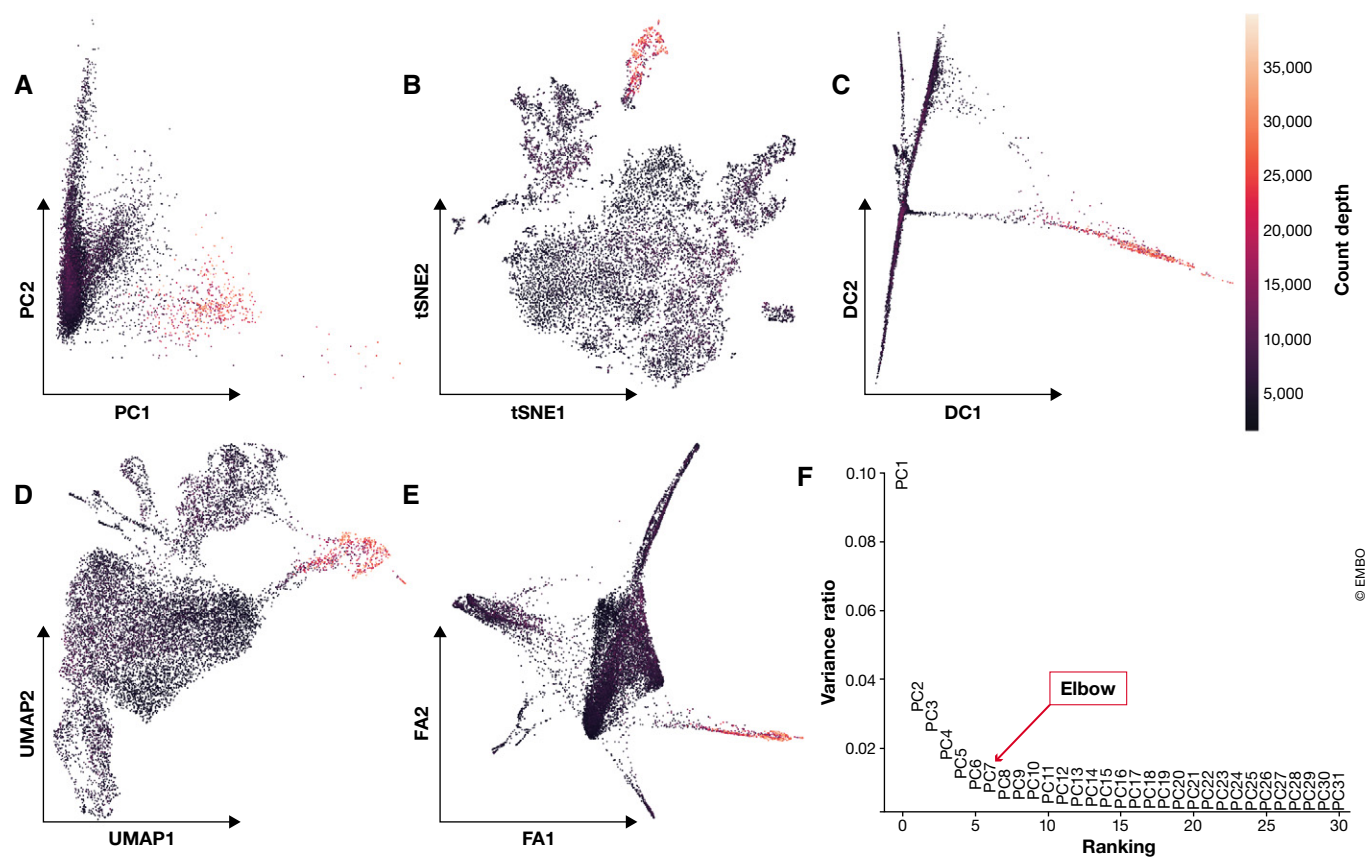 A
PC2
PC1
B
tSNE2
tSNE1
C
DC2
DC1
35,000
30,000
25,000
20,000
15,000
10,000
5,000
Count depth
D
UMAP2
UMAP1
E
FA2
FA1
F
Variance ratio
0.10
0.08
0.06
0.04
0.02
PC1
PC2
PC3
PC4
PC5
PC6
PC7
PC8
PC9
PC10
PC11
PC12
PC13
PC14
PC15
PC16
PC17
PC18
PC19
PC20
PC21
PC22
PC23
PC24
PC25
PC26
PC27
PC28
PC29
PC30
PC31
Elbow
0 5 10 15 20 25 30
Ranking
© EMBO